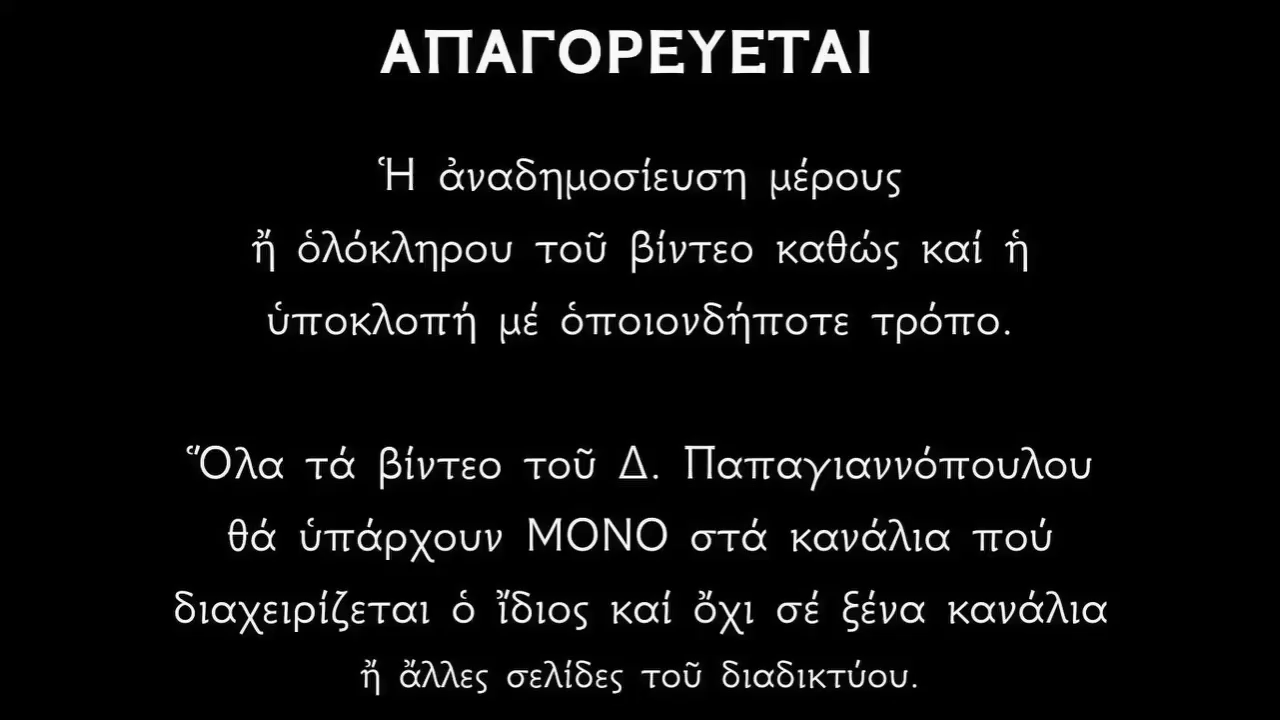 ΑΠΑΓΟΡΕΥΕΤΑΙ
Ἡ ἀναδημοσίευση μέρους
ἤ ὁλόκληρου τοῦ βίντεο καθώς καί ἡ
ὑποκλοπή μέ ὁποιονδήποτε τρόπο.
Ὅλα τά βίντεο τοῦ Δ. Παπαγιαννόπουλου
θά ὑπάρχουν ΜΟΝΟ στά κανάλια πού
διαχειρίζεται ὁ ἴδιος καί ὄχι σέ ξένα κανάλια
ἤ ἄλλες σελίδες τοῦ διαδικτύου.